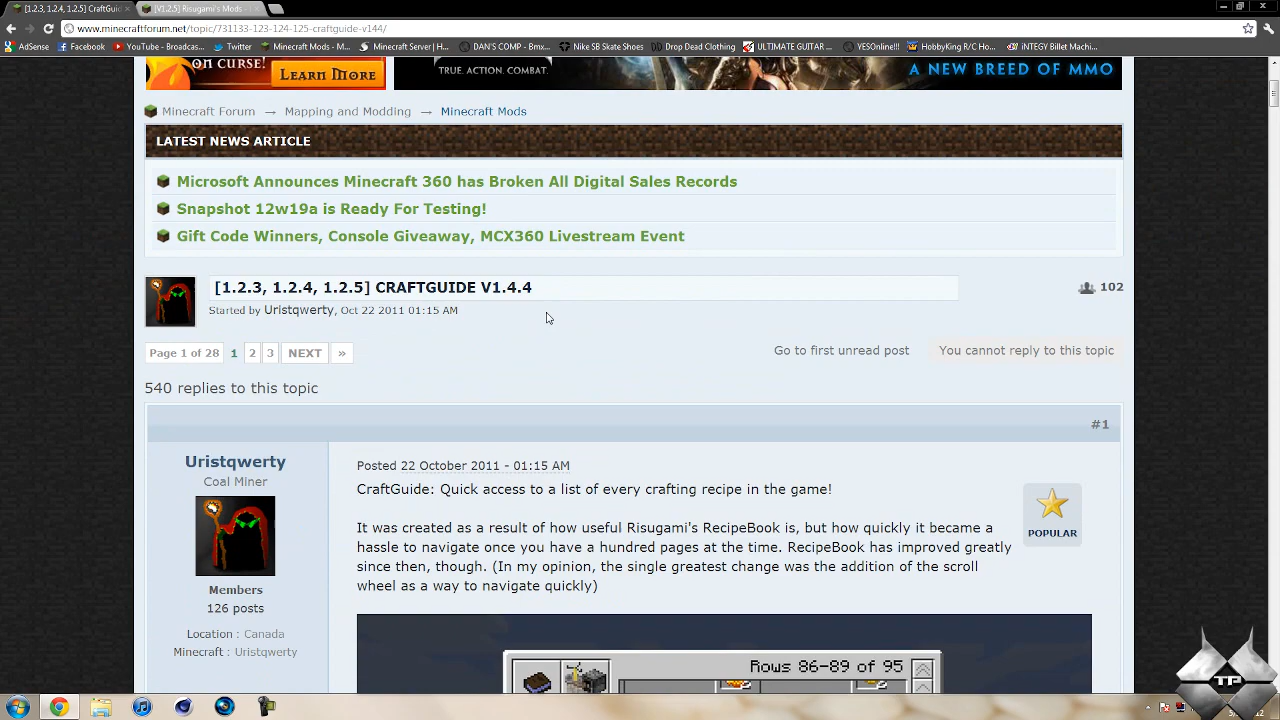 [1.2.3, 1.2.4, 1.2.5] CraftGuid
[V1.2.5] Risugami's Mods -
www.minecraftforum.net/topic/731133-123-124-125-craftguide-v144/
AdSense
Facebook
YouTube - Broadcas...
Twitter
Minecraft Mods - M...
Minecraft Server | H...
DAN'S COMP - Bmx...
Nike SB Skate Shoes
Drop Dead Clothing
ULTIMATE GUITAR ...
YESOnline!!!
HobbyKing R/C Ho...
iNTEGY Billet Machi...
ON CURSE!
LEARN MORE
TRUE. ACTION. COMBAT.
A NEW BREED OF MMO
Minecraft Forum → Mapping and Modding → Minecraft Mods
LATEST NEWS ARTICLE
Microsoft Announces Minecraft 360 has Broken All Digital Sales Records
Snapshot 12w19a is Ready For Testing!
Gift Code Winners, Console Giveaway, MCX360 Livestream Event
[1.2.3, 1.2.4, 1.2.5] CRAFTGUIDE V1.4.4
102
Started by Uristqwerty, Oct 22 2011 01:15 AM
Page 1 of 28 1 2 3 NEXT »
Go to first unread post
You cannot reply to this topic
540 replies to this topic
#1
Uristqwerty
Coal Miner
Members
126 posts
Location : Canada
Minecraft : Uristqwerty
Posted 22 October 2011 - 01:15 AM
CraftGuide: Quick access to a list of every crafting recipe in the game!
It was created as a result of how useful Risugami's RecipeBook is, but how quickly it became a
hassle to navigate once you have a hundred pages at the time. RecipeBook has improved greatly
since then, though. (In my opinion, the single greatest change was the addition of the scroll
wheel as a way to navigate quickly)
POPULAR
Rows 86-89 of 95
TP